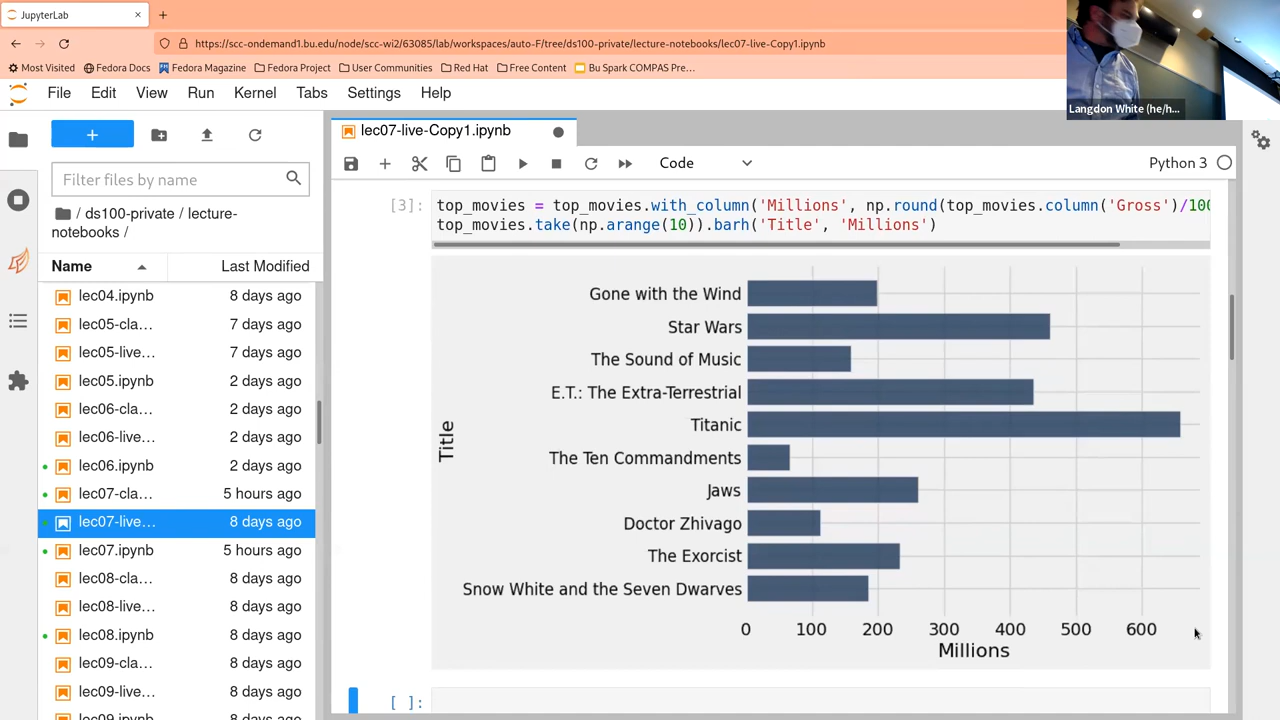 JupyterLab
https://scc-ondemand1.bu.edu/node/scc-wi2/63085/lab/workspaces/auto-F/tree/ds100-private/lecture-notebooks/lec07-live-Copy1.ipynb
Most Visited Fedora Docs Fedora Magazine Fedora Project User Communities Red Hat Free Content Bu Spark COMPAS Pre…
Langdon White (he/h...
File Edit View Run Kernel Tabs Settings Help
lec07-live-Copy1.ipynb
Filter files by name
Code
Python 3
/ ds100-private / lecture-
notebooks /
Name Last Modified
lec04.ipynb 8 days ago
lec05-cla… 7 days ago
lec05-live… 7 days ago
lec05.ipynb 2 days ago
lec06-cla… 2 days ago
lec06-live… 2 days ago
lec06.ipynb 2 days ago
lec07-cla… 5 hours ago
lec07-live… 8 days ago
lec07.ipynb 5 hours ago
lec08-cla… 8 days ago
lec08-live… 8 days ago
lec08.ipynb 8 days ago
lec09-cla… 8 days ago
lec09-live… 8 days ago
lec09.ipynb 8 days ago
[3]: top_movies = top_movies.with_column('Millions', np.round(top_movies.column('Gross')/100
top_movies.take(np.arange(10)).barh('Title', 'Millions')
Gone with the Wind
Star Wars
The Sound of Music
E.T.: The Extra-Terrestrial
Titanic
The Ten Commandments
Jaws
Doctor Zhivago
The Exorcist
Snow White and the Seven Dwarves
Title
0 100 200 300 400 500 600
Millions
[ ]: